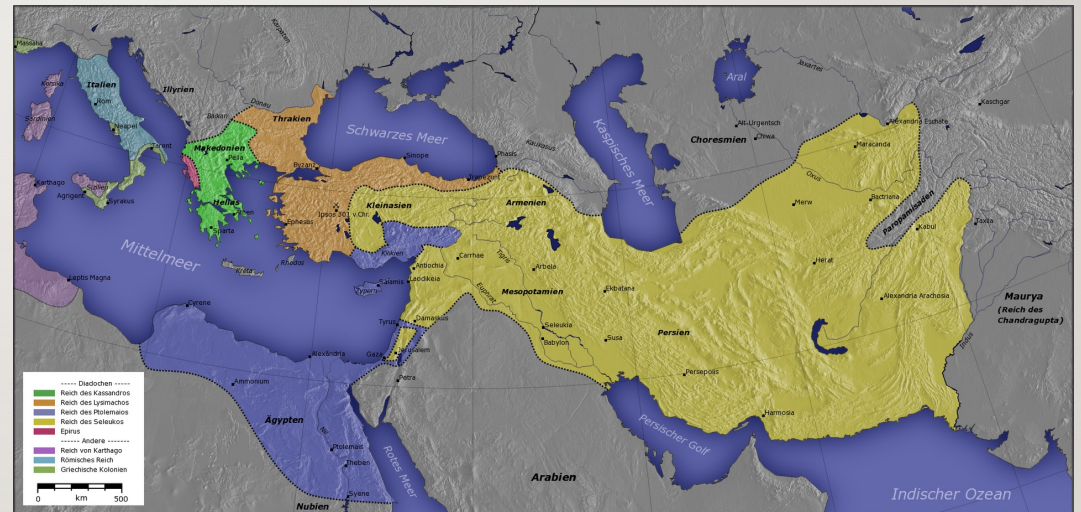 Massalia
Karpaten
Korsika
Italien
Rom
Illyrien
Sardinien
Neapel
Tarent
Balkan
Donau
Thrakien
Makedonien
Pella
Byzanz
Schwarzes Meer
Sinope
Phasis
Trapezunt
Kaukasus
Kaspisches Meer
Aral
Jaxartes
Alt-Urgentsch
Chiwa
Choresmien
Kaschgar
Alexandria Eschate
Maracanda
Oxus
Bactriana
Merw
Paropamisaden
Kabul
Taxila
Karthago
Sizilien
Agrigent
Syrakus
Hellas
Athen
Sparta
Ephesos
Ipsos 301 v.Chr.
Kleinasien
Armenien
Kilikien
Mittelmeer
Kreta
Rhodos
Zypern
Salamis
Antiochia
Laodikeia
Carrhae
Tigris
Arbela
Euphrat
Mesopotamien
Ekbatana
Herat
Alexandria Arachosia
Maurya
(Reich des
Chandragupta)
Leptis Magna
Cyrene
Tyrus
Damaskus
Seleukia
Babylon
Susa
Persien
Indus
Alexandria
Gaza
Jerusalem
Petra
Persepolis
Harmosia
Ammonium
Ägypten
Nil
Ptolemais
Theben
Syene
Nubien
Rotes Meer
Arabien
Persischer Golf
Indischer Ozean
----- Diadochen -----
Reich des Kassandros
Reich des Lysimachos
Reich des Ptolemaios
Reich des Seleukos
Epirus
------ Andere -------
Reich von Karthago
Römisches Reich
Griechische Kolonien
0 km 500